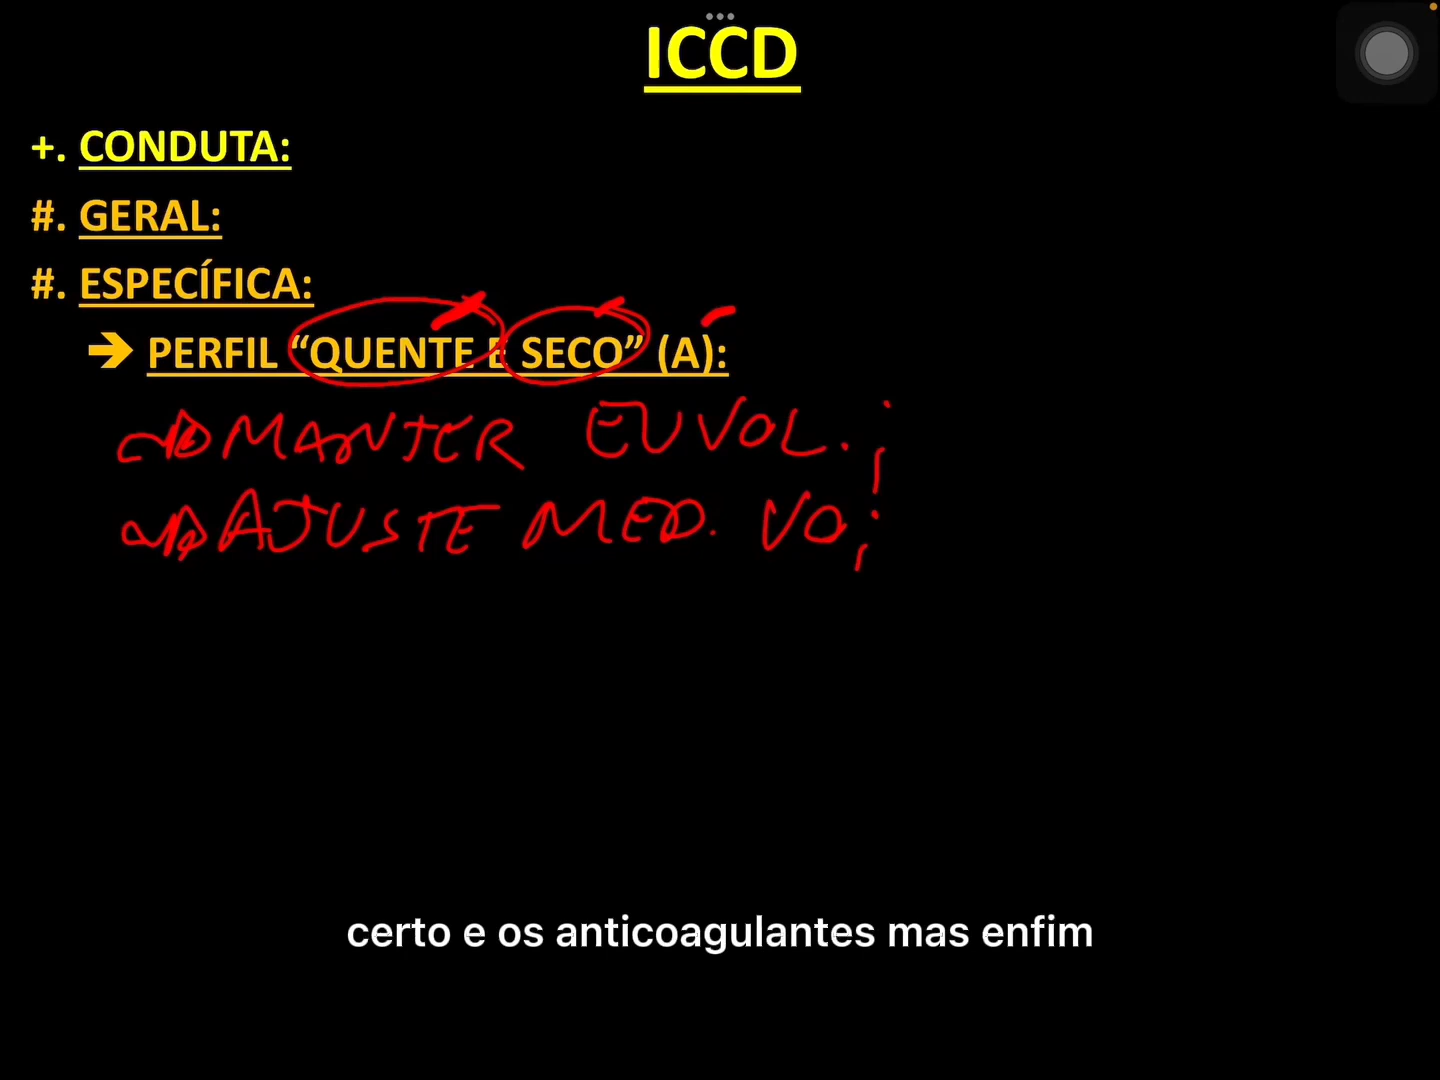 ICCD
+. CONDUTA:
#. GERAL:
#. ESPECÍFICA:
➔ PERFIL “QUENTE E SECO” (A):
→ MANTER EUVOL.;
→ AJUSTE MED. VO;
certo e os anticoagulantes mas enfim